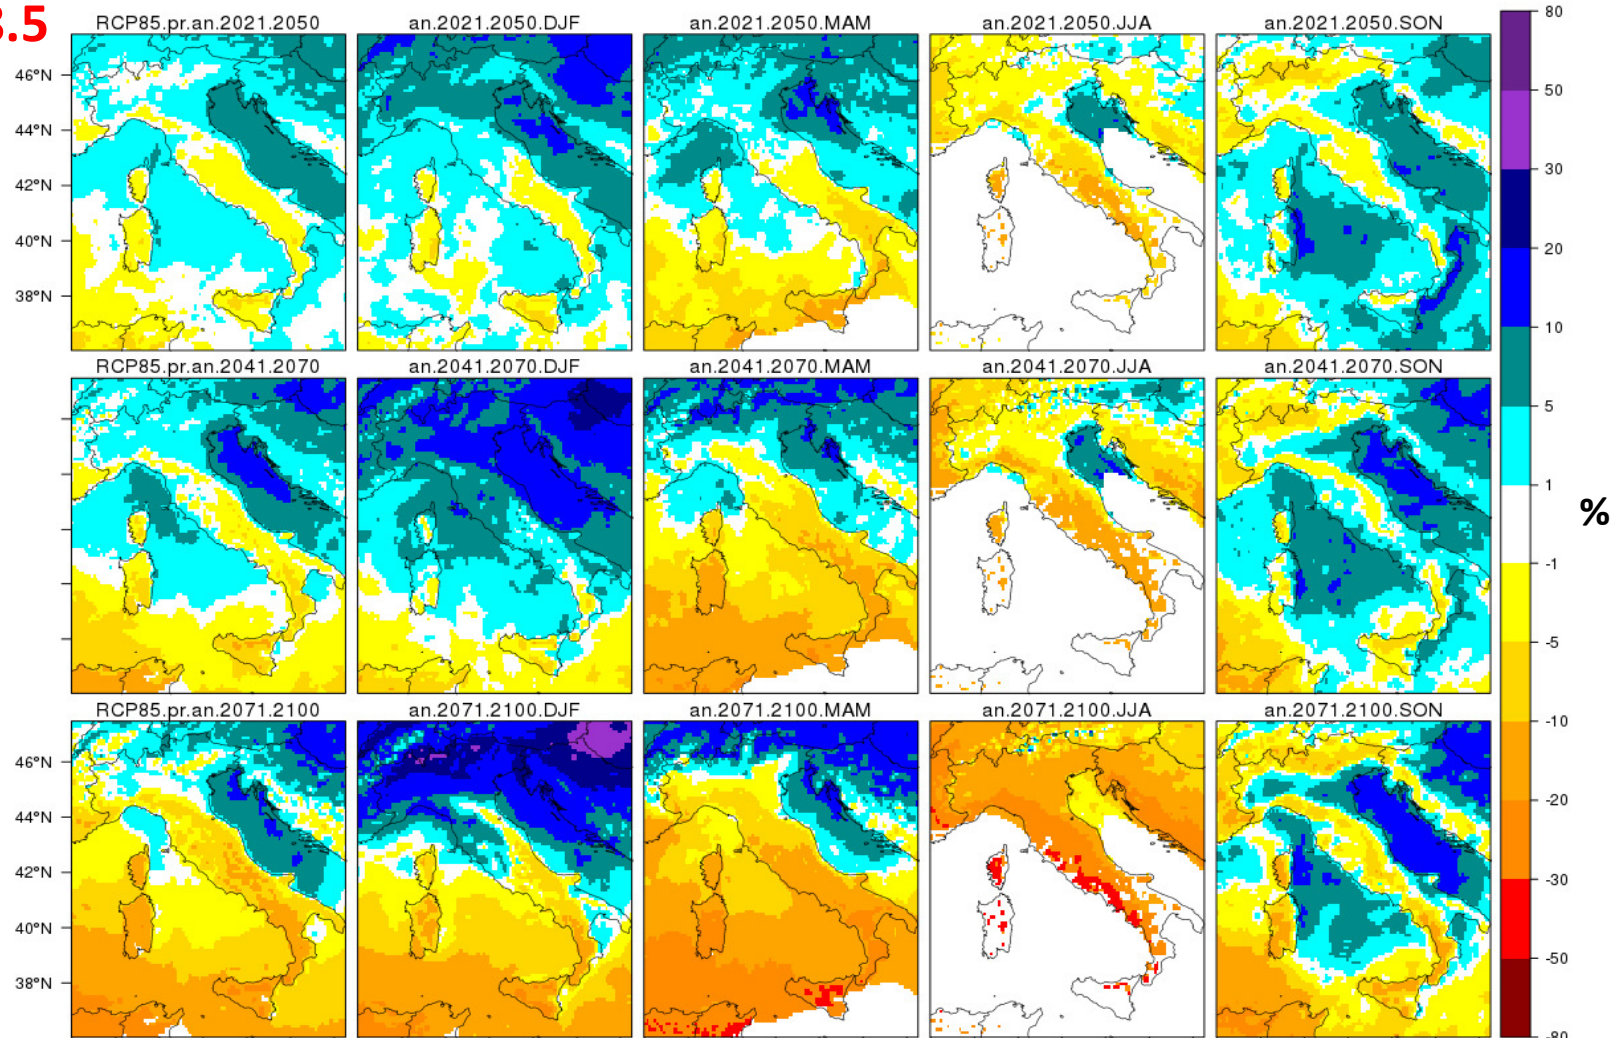 8.5
RCP85.pr.an.2021.2050 an.2021.2050.DJF an.2021.2050.MAM an.2021.2050.JJA an.2021.2050.SON
46°N
44°N
42°N
40°N
38°N
RCP85.pr.an.2041.2070 an.2041.2070.DJF an.2041.2070.MAM an.2041.2070.JJA an.2041.2070.SON
RCP85.pr.an.2071.2100 an.2071.2100.DJF an.2071.2100.MAM an.2071.2100.JJA an.2071.2100.SON
46°N
44°N
42°N
40°N
38°N
80
50
30
20
10
5
1
%
-1
-5
-10
-20
-30
-50
-80